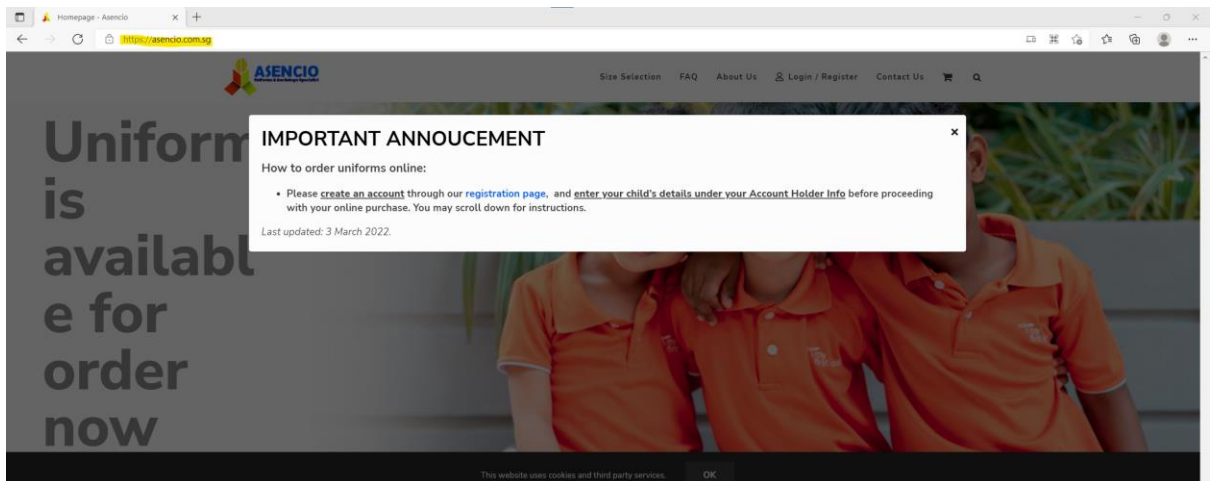 Homepage - Asencio
https://asencio.com.sg
ASENCIO
Size Selection FAQ About Us Login / Register Contact Us
Uniform
is
availabl
e for
order
now
IMPORTANT ANNOUCEMENT
How to order uniforms online:
• Please create an account through our registration page, and enter your child's details under your Account Holder Info before proceeding
with your online purchase. You may scroll down for instructions.
Last updated: 3 March 2022.
This website uses cookies and third party services. OK